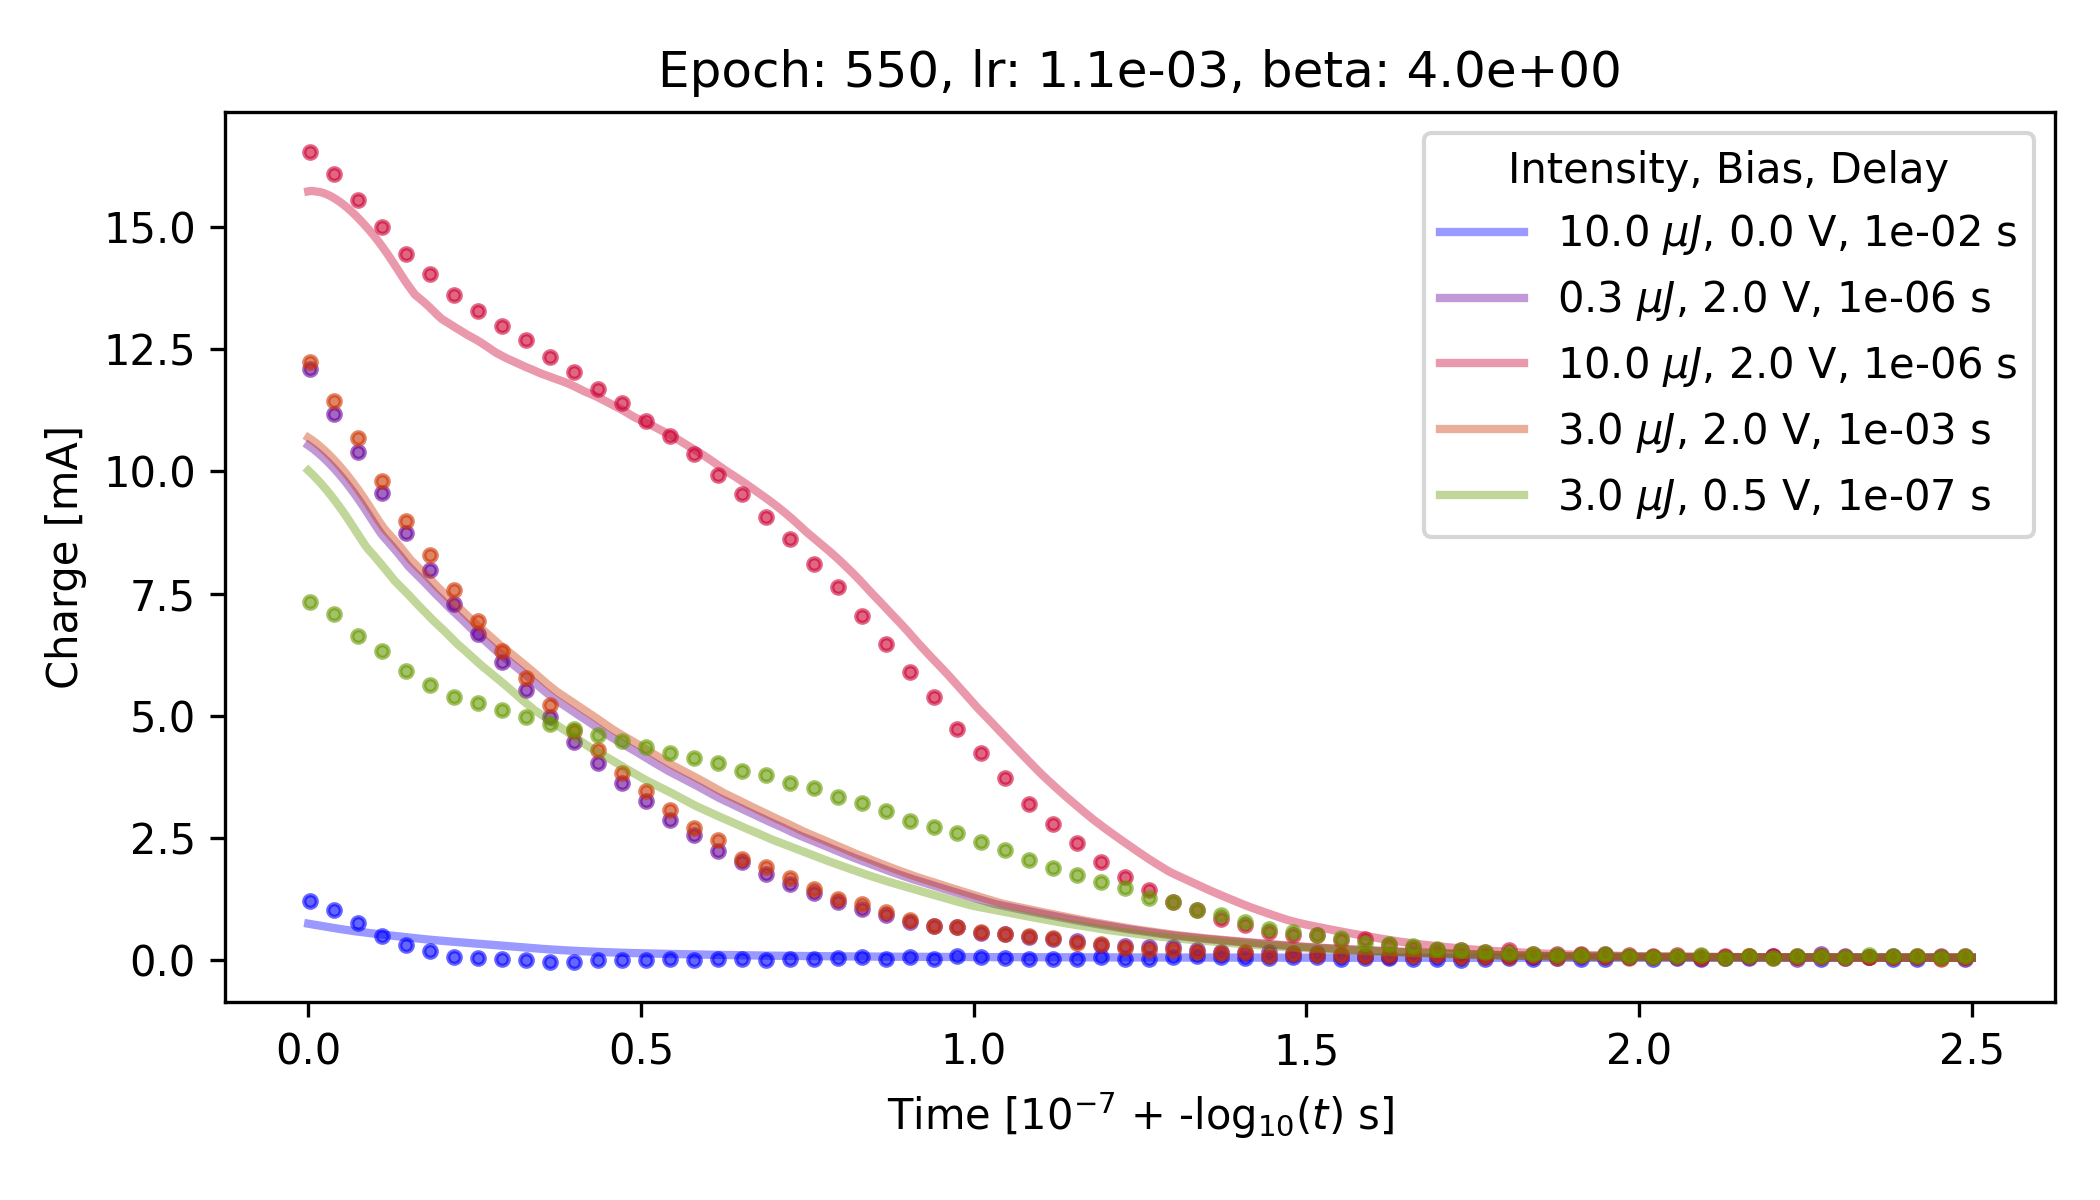 Epoch: 550, lr: 1.1e-03, beta: 4.0e+00
Charge [mA]
15.0
12.5
10.0
7.5
5.0
2.5
0.0
Intensity, Bias, Delay
10.0 μJ, 0.0 V, 1e-02 s
0.3 μJ, 2.0 V, 1e-06 s
10.0 μJ, 2.0 V, 1e-06 s
3.0 μJ, 2.0 V, 1e-03 s
3.0 μJ, 0.5 V, 1e-07 s
0.0 0.5 1.0 1.5 2.0 2.5
Time [10⁻⁷ + -log₁₀(t) s]